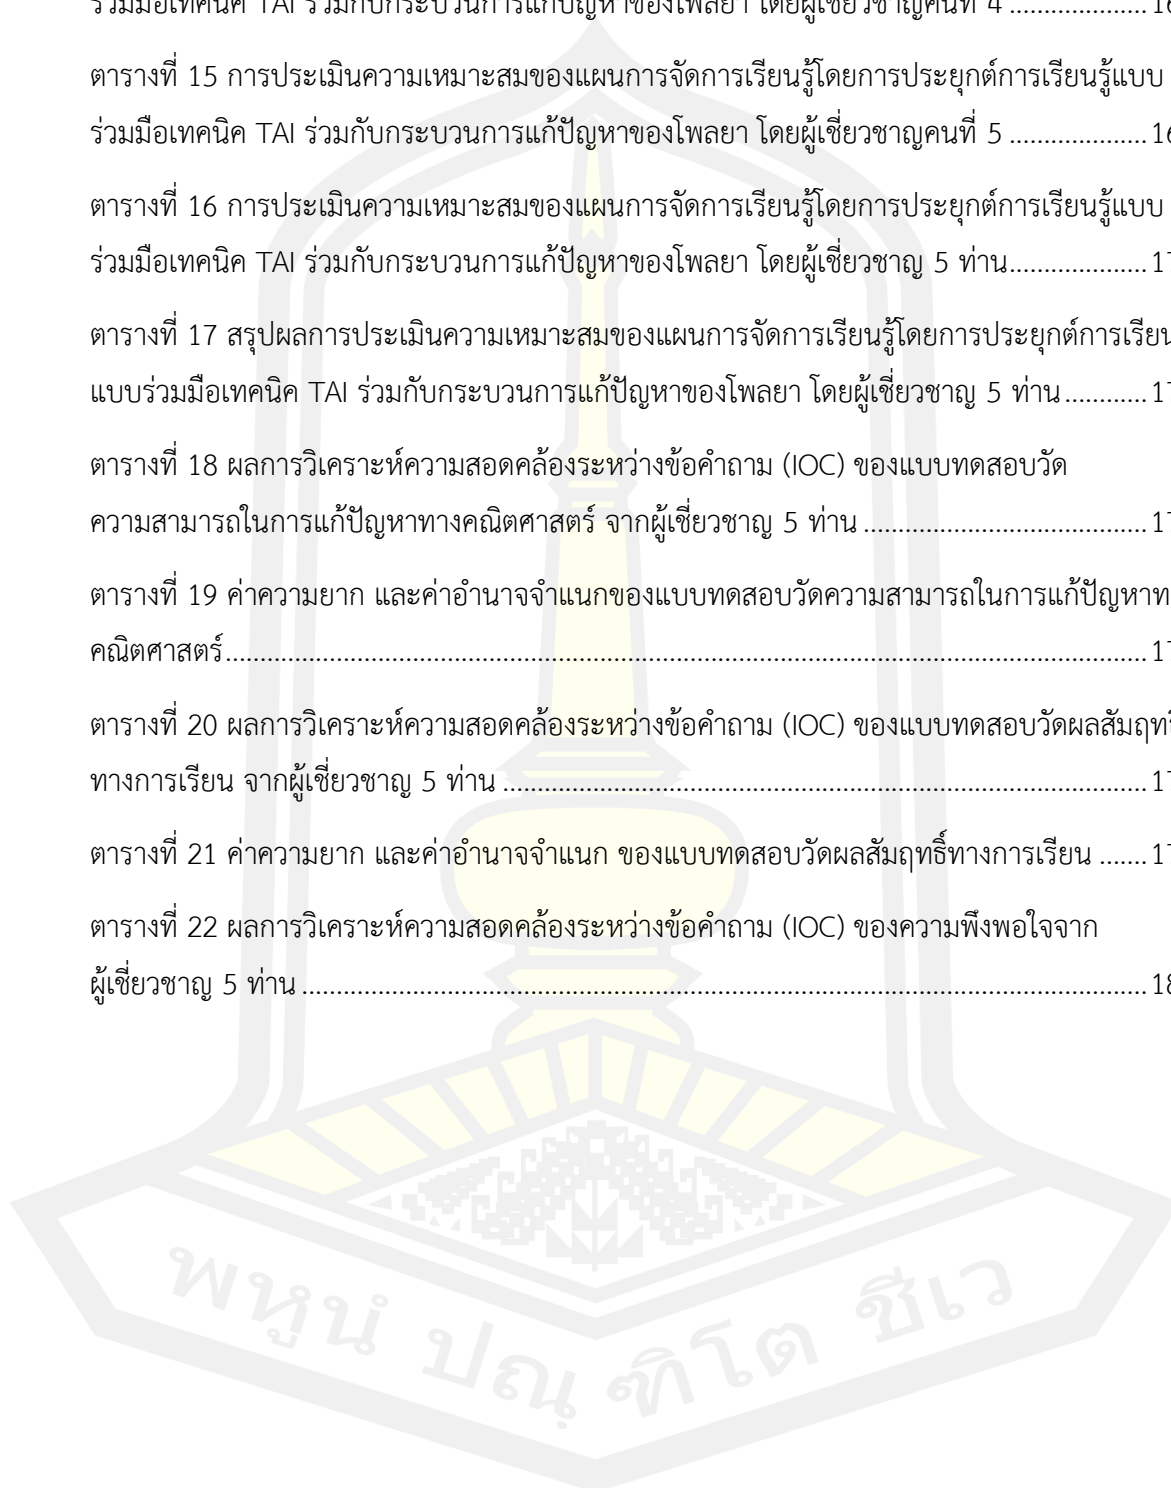 ร่วมมือเทคนิค TAI ร่วมกับกระบวนการแก้ปัญหาของโพลยา โดยผู้เชี่ยวชาญคนที่ 4 ....................
ตารางที่ 15 การประเมินความเหมาะสมของแผนการจัดการเรียนรู้โดยการประยุกต์การเรียนรู้แบบ
ร่วมมือเทคนิค TAI ร่วมกับกระบวนการแก้ปัญหาของโพลยา โดยผู้เชี่ยวชาญคนที่ 5 ....................
ตารางที่ 16 การประเมินความเหมาะสมของแผนการจัดการเรียนรู้โดยการประยุกต์การเรียนรู้แบบ
ร่วมมือเทคนิค TAI ร่วมกับกระบวนการแก้ปัญหาของโพลยา โดยผู้เชี่ยวชาญ 5 ท่าน....................
ตารางที่ 17 สรุปผลการประเมินความเหมาะสมของแผนการจัดการเรียนรู้โดยการประยุกต์การเรียน
แบบร่วมมือเทคนิค TAI ร่วมกับกระบวนการแก้ปัญหาของโพลยา โดยผู้เชี่ยวชาญ 5 ท่าน ............
ตารางที่ 18 ผลการวิเคราะห์ความสอดคล้องระหว่างข้อคำถาม (IOC) ของแบบทดสอบวัด
ความสามารถในการแก้ปัญหาทางคณิตศาสตร์ จากผู้เชี่ยวชาญ 5 ท่าน ........................................
ตารางที่ 19 ค่าความยาก และค่าอำนาจจำแนกของแบบทดสอบวัดความสามารถในการแก้ปัญหาท
คณิตศาสตร์....................................................................................................................................
ตารางที่ 20 ผลการวิเคราะห์ความสอดคล้องระหว่างข้อคำถาม (IOC) ของแบบทดสอบวัดผลสัมฤท
ทางการเรียน จากผู้เชี่ยวชาญ 5 ท่าน ............................................................................................
ตารางที่ 21 ค่าความยาก และค่าอำนาจจำแนก ของแบบทดสอบวัดผลสัมฤทธิ์ทางการเรียน .......
ตารางที่ 22 ผลการวิเคราะห์ความสอดคล้องระหว่างข้อคำถาม (IOC) ของความพึงพอใจจาก
ผู้เชี่ยวชาญ 5 ท่าน .........................................................................................................................
พหูนํ ปณฺฑิโต ชีเว